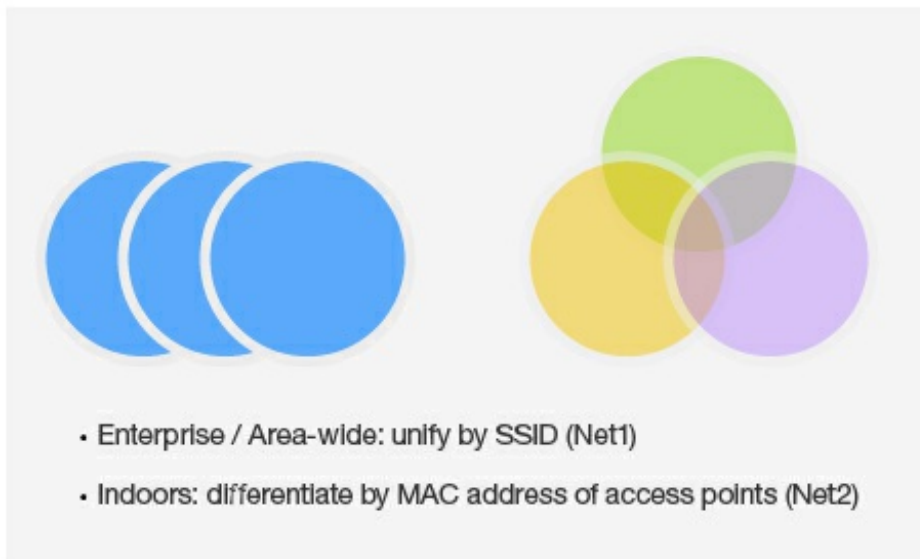 • Enterprise / Area-wide: unify by SSID (Net1)
• Indoors: differentiate by MAC address of access points (Net2)